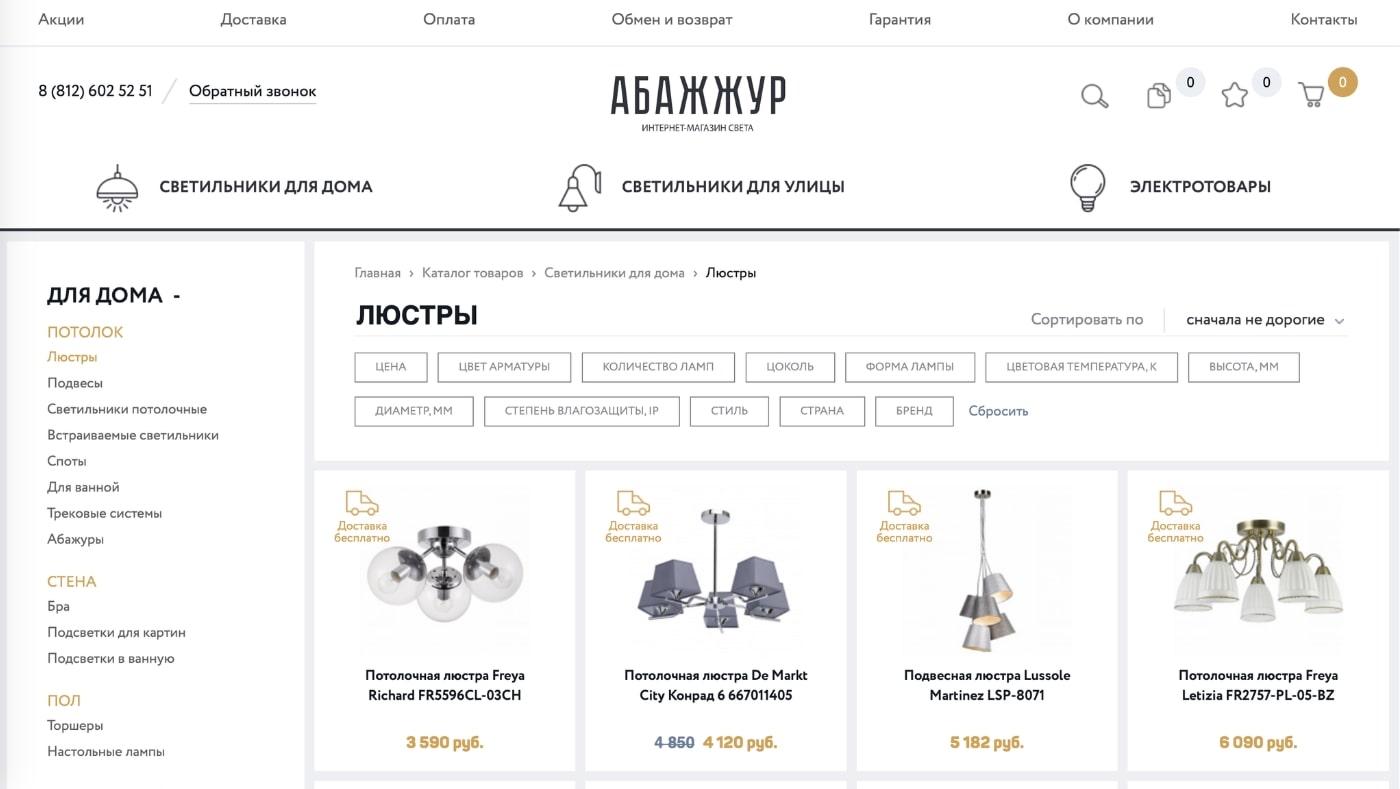 Акции Доставка Оплата Обмен и возврат Гарантия О компании Контакты
8 (812) 602 52 51 Обратный звонок
АБАЖЖУР
ИНТЕРНЕТ-МАГАЗИН СВЕТА
0 0 0
СВЕТИЛЬНИКИ ДЛЯ ДОМА СВЕТИЛЬНИКИ ДЛЯ УЛИЦЫ ЭЛЕКТРОТОВАРЫ
ДЛЯ ДОМА -
ПОТОЛОК
Люстры
Подвесы
Светильники потолочные
Встраиваемые светильники
Споты
Для ванной
Трековые системы
Абажуры
СТЕНА
Бра
Подсветки для картин
Подсветки в ванную
ПОЛ
Торшеры
Настольные лампы
Главная › Каталог товаров › Светильники для дома › Люстры
ЛЮСТРЫ
Сортировать по сначала не дорогие
ЦЕНА ЦВЕТ АРМАТУРЫ КОЛИЧЕСТВО ЛАМП ЦОКОЛЬ ФОРМА ЛАМПЫ ЦВЕТОВАЯ ТЕМПЕРАТУРА, К ВЫСОТА, ММ
ДИАМЕТР, ММ СТЕПЕНЬ ВЛАГОЗАЩИТЫ, IP СТИЛЬ СТРАНА БРЕНД Сбросить
Доставка
бесплатно
Потолочная люстра Freya
Richard FR5596CL-03CH
3 590 руб.
Доставка
бесплатно
Потолочная люстра De Markt
City Конрад 6 667011405
4 850 4 120 руб.
Доставка
бесплатно
Подвесная люстра Lussole
Martinez LSP-8071
5 182 руб.
Доставка
бесплатно
Потолочная люстра Freya
Letizia FR2757-PL-05-BZ
6 090 руб.